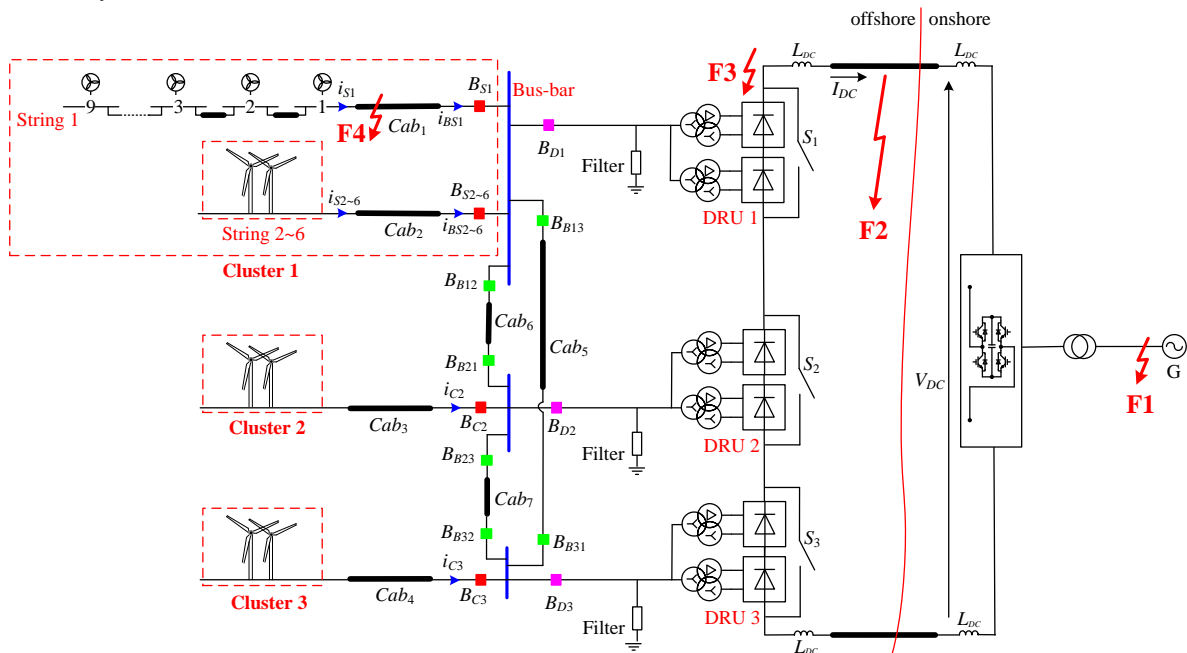 offshore onshore
L_DC
L_DC
F3
I_DC
9
3
2
1
i_S1
B_S1
Bus-bar
String 1
F4
Cab_1
i_BS1
B_D1
Filter
S_1
DRU 1
F2
i_S2~6
B_S2~6
Cab_2
i_BS2~6
String 2~6
Cluster 1
B_B13
B_B12
Cab_6
Cab_5
B_B21
S_2
V_DC
F1
G
i_C2
Cab_3
B_C2
B_D2
Cluster 2
Filter
DRU 2
B_B23
Cab_7
B_B32
B_B31
S_3
i_C3
Cab_4
B_C3
B_D3
Cluster 3
Filter
DRU 3
L_DC
L_DC